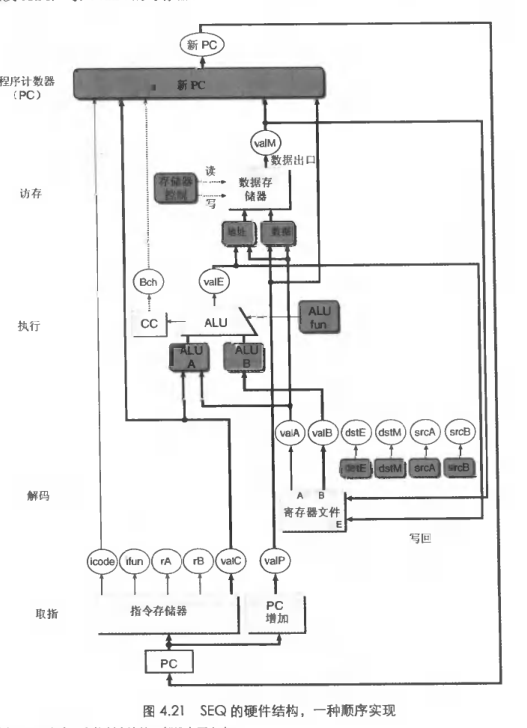 新 PC
程序计数器
（PC）
新 PC
valM
数据出口
访存
存储器
控制
读
写
数据存
储器
地址
数据
Bch
valE
执行
CC
ALU
ALU
fun
ALU
A
ALU
B
valA
valB
dstE
dstM
srcA
srcB
dstE
dstM
srcA
srcB
解码
A
B
寄存器文件
E
写回
icode
ifun
rA
rB
valC
valP
取指
指令存储器
PC
增加
PC
图 4.21 SEQ 的硬件结构，一种顺序实现